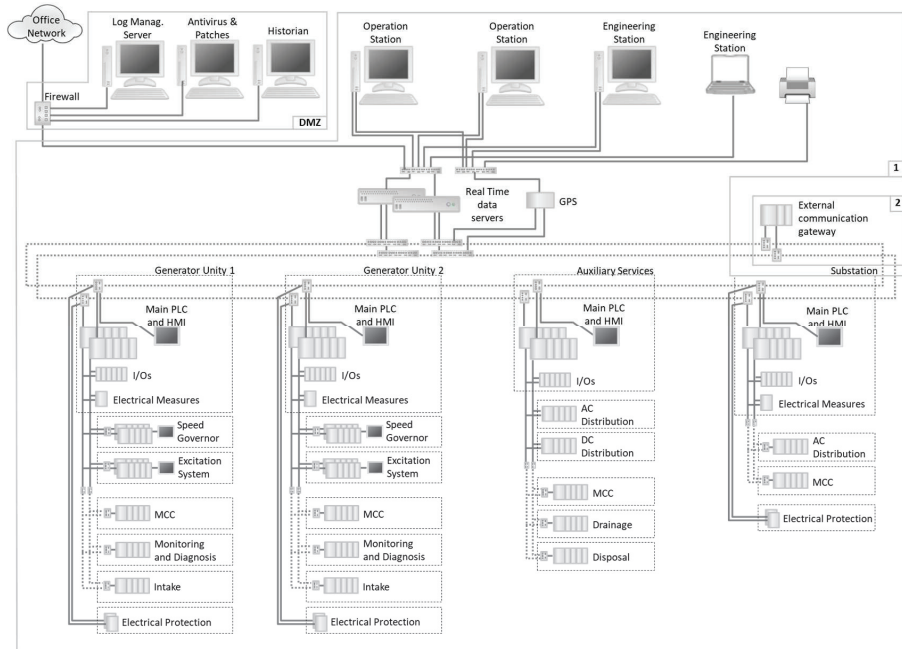 Office
Network
Log Manag.
Server
Antivirus &
Patches
Historian
Firewall
DMZ
Operation
Station
Operation
Station
Engineering
Station
Engineering
Station
Real Time
data
servers
GPS
1
2
External
communication
gateway
Generator Unity 1
Main PLC
and HMI
I/Os
Electrical Measures
Speed
Governor
Excitation
System
MCC
Monitoring
and Diagnosis
Intake
Electrical Protection
Generator Unity 2
Main PLC
and HMI
I/Os
Electrical Measures
Speed
Governor
Excitation
System
MCC
Monitoring
and Diagnosis
Intake
Electrical Protection
Auxiliary Services
Main PLC
and HMI
I/Os
AC
Distribution
DC
Distribution
MCC
Drainage
Disposal
Substation
Main PLC
and HMI
I/Os
Electrical Measures
AC
Distribution
MCC
Electrical Protection